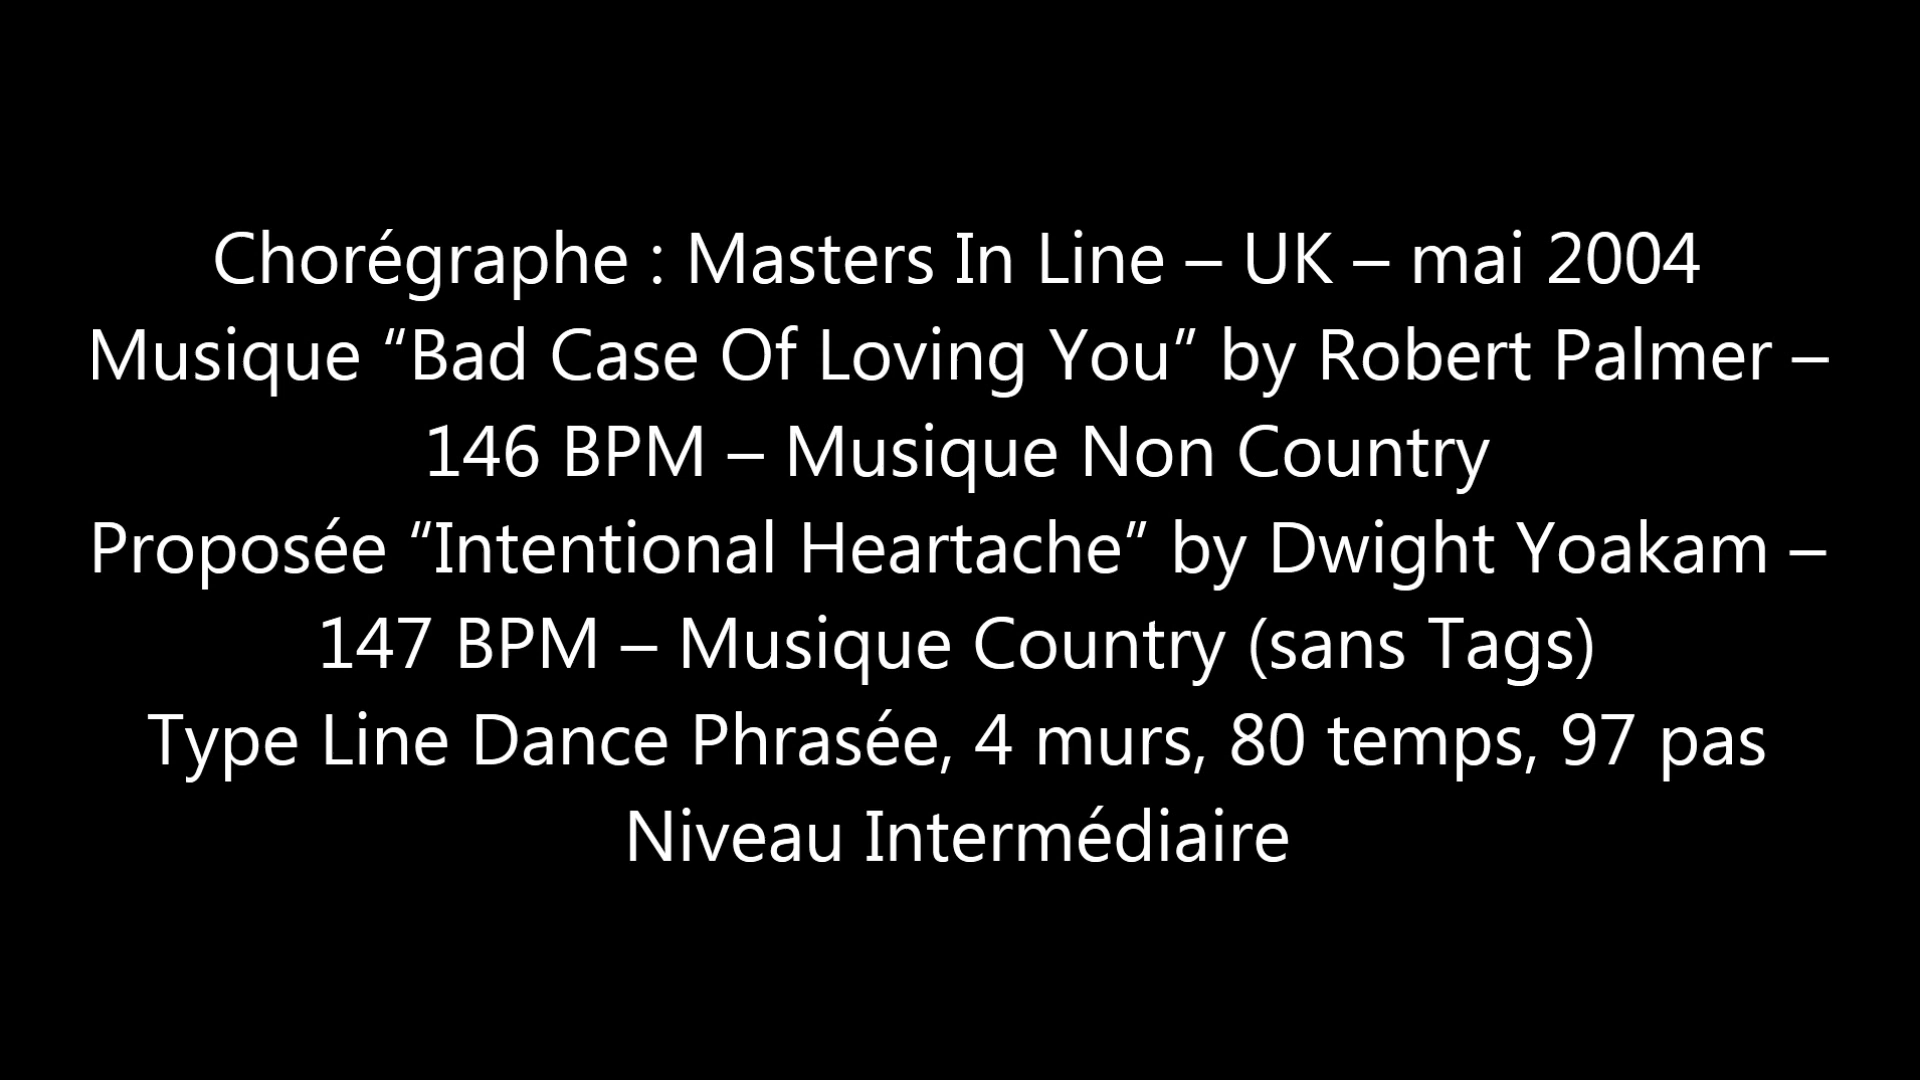 Chorégraphe : Masters In Line – UK – mai 2004
Musique “Bad Case Of Loving You” by Robert Palmer –
146 BPM – Musique Non Country
Proposée “Intentional Heartache” by Dwight Yoakam –
147 BPM – Musique Country (sans Tags)
Type Line Dance Phrasée, 4 murs, 80 temps, 97 pas
Niveau Intermédiaire